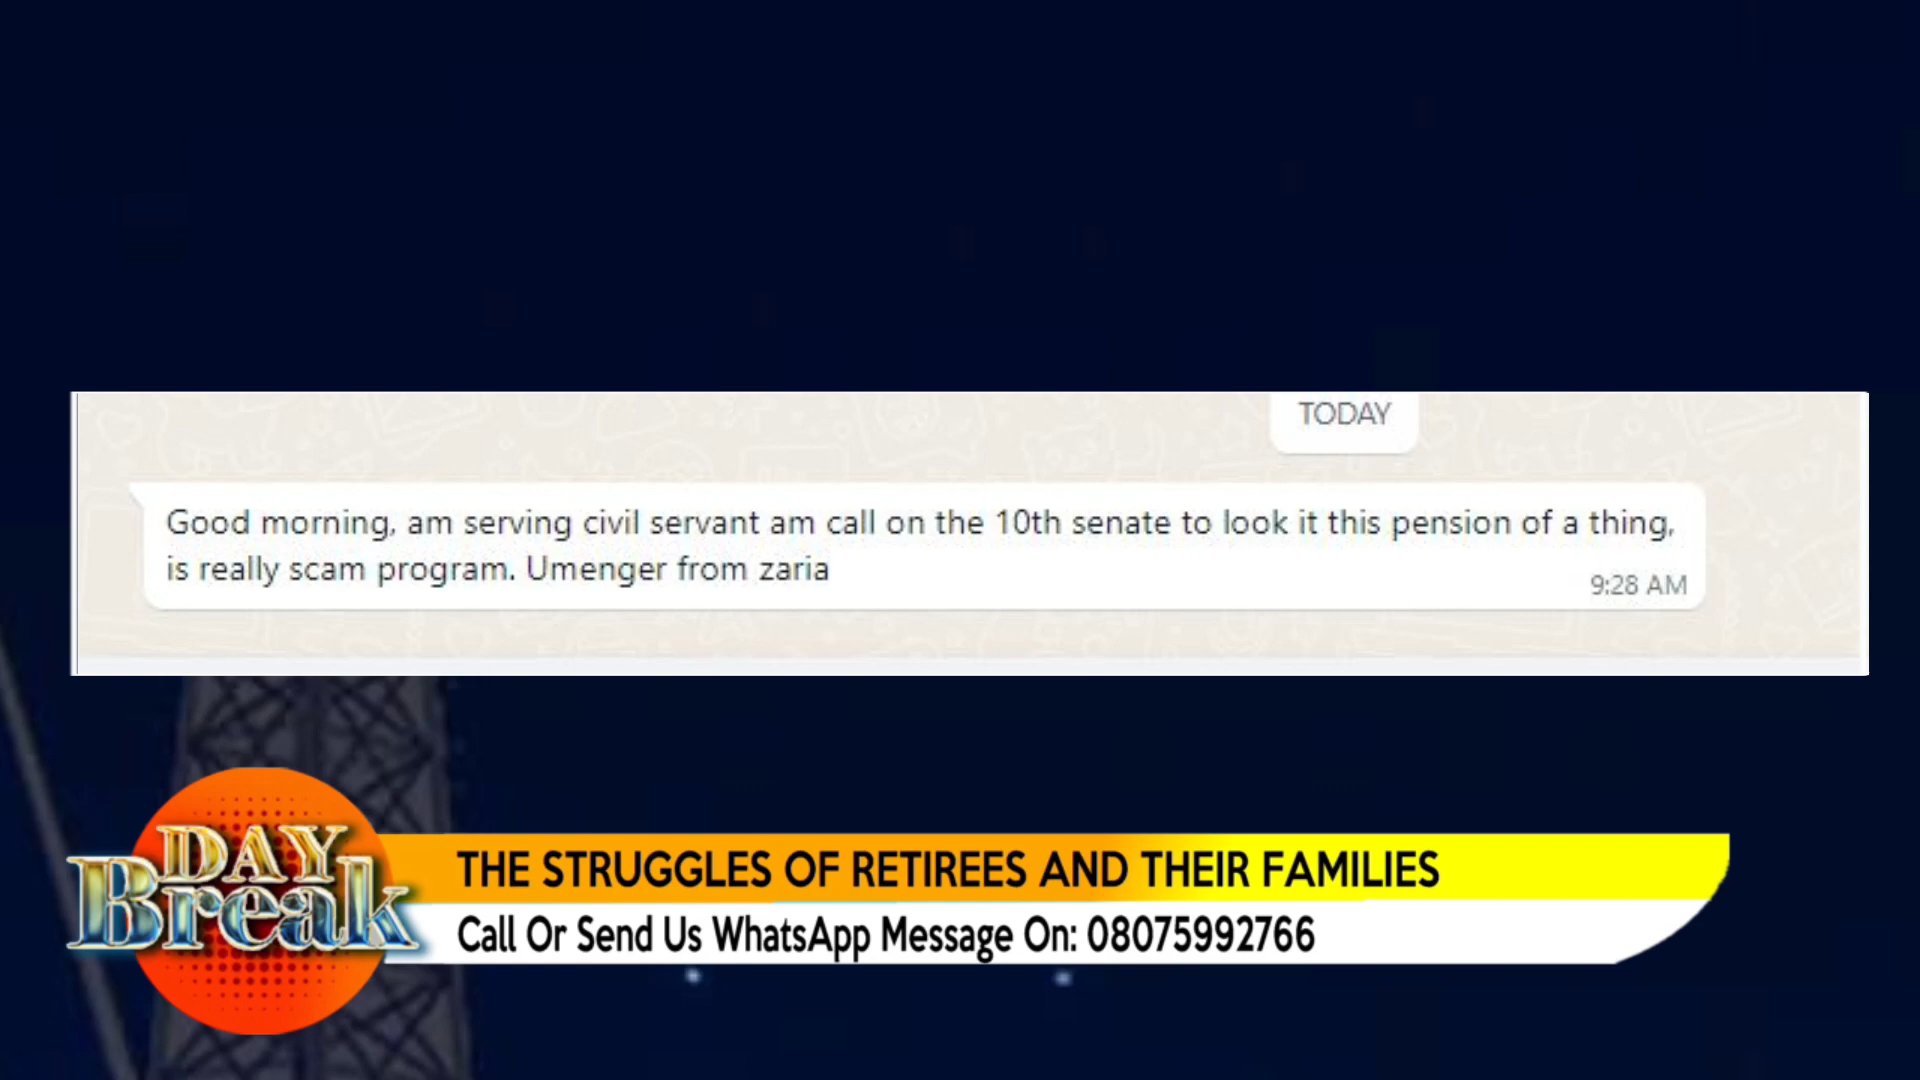 TODAY
Good morning, am serving civil servant am call on the 10th senate to look it this pension of a thing,
is really scam program. Umenger from zaria
9:28 AM
DAY
Break
THE STRUGGLES OF RETIREES AND THEIR FAMILIES
Call Or Send Us WhatsApp Message On: 08075992766